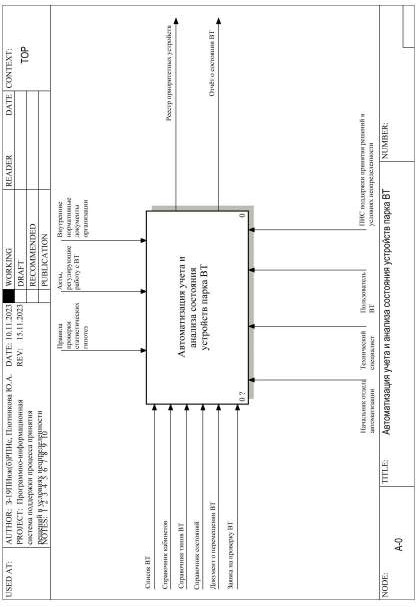 USED AT:
AUTHOR: З-19ПИнж(б)РПИс, Плотникова Ю.А.
DATE: 10.11.2023
REV: 15.11.2023
PROJECT: Программно-информационная
система поддержки процесса принятия
решений в условиях неопределенности
NOTES: 1 2 3 4 5 6 7 8 9 10
WORKING
DRAFT
RECOMMENDED
PUBLICATION
READER
DATE
CONTEXT:
TOP
Правила
проверки
статистических
гипотез
Акты,
регулирующие
работу с ВТ
Внутренние
нормативные
документы
организации
Список ВТ
Справочник кабинетов
Справочник типов ВТ
Справочник состояний
Документ о перемещении ВТ
Заявка на проверку ВТ
Автоматизация учета и
анализа состояния
устройств парка ВТ
0 ?
0
Реестр приоритетных устройств
Отчёт о состоянии ВТ
Начальник отдела
автоматизации
Технический
специалист
Пользователь
ВТ
ПИС поддержки принятия решений в
условиях неопределенности
NODE:
A-0
TITLE:
Автоматизация учета и анализа состояния устройств парка ВТ
NUMBER: